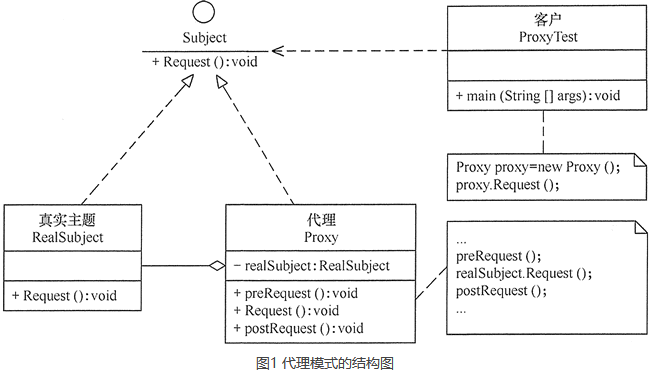 Subject
+ Request():void
客户
ProxyTest
+ main (String [] args):void
Proxy proxy=new Proxy ();
proxy.Request ();
真实主题
RealSubject
+ Request():void
代理
Proxy
− realSubject:RealSubject
+ preRequest():void
+ Request():void
+ postRequest():void
...
preRequest ();
realSubject.Request ();
postRequest ();
...
图1 代理模式的结构图